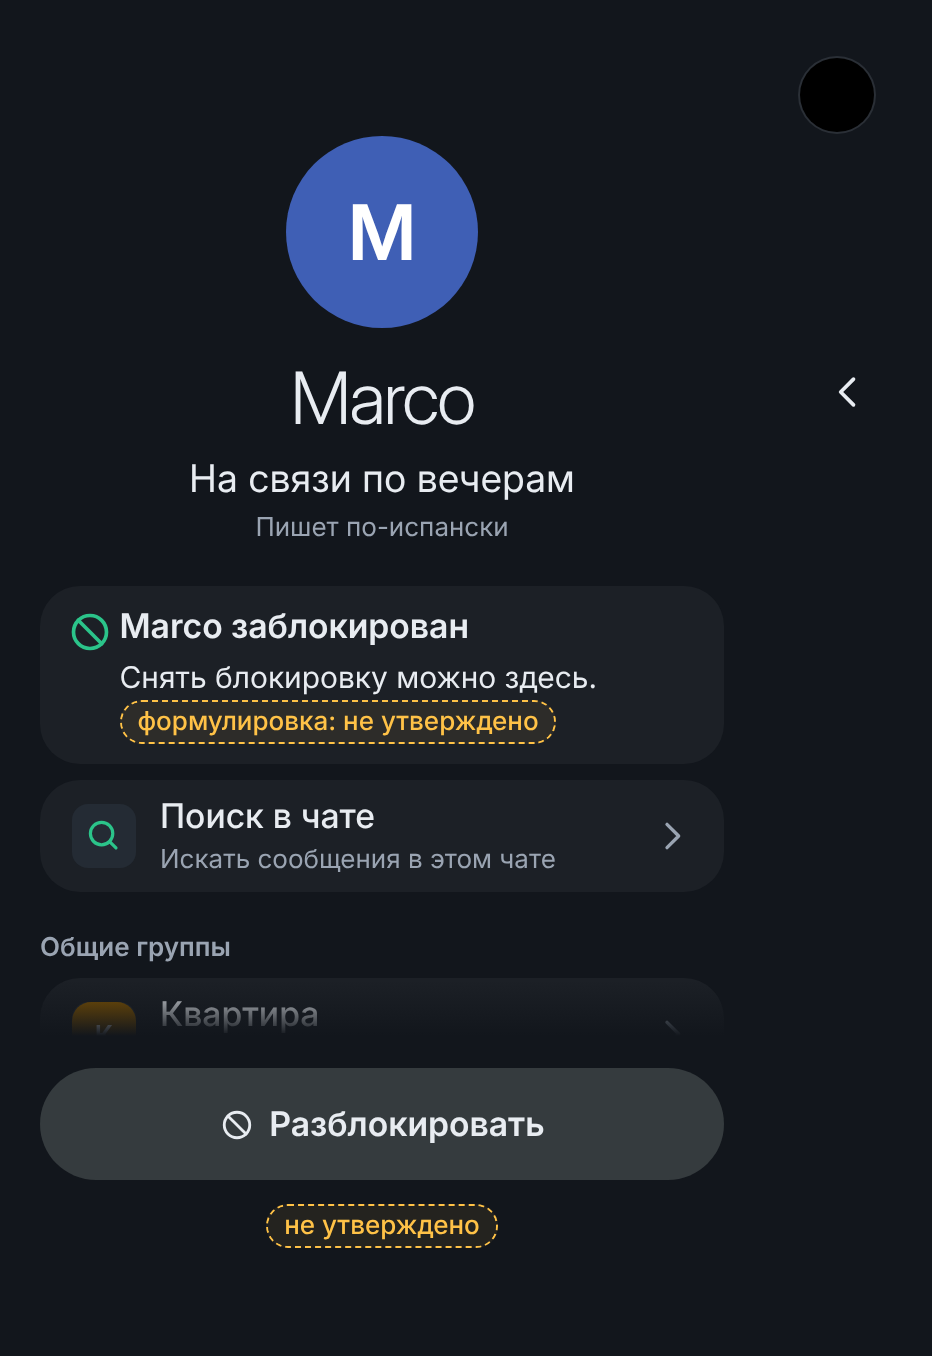 M
Marco
На связи по вечерам
Пишет по-испански
Marco заблокирован
Снять блокировку можно здесь.
формулировка: не утверждено
Поиск в чате
Искать сообщения в этом чате
Общие группы
Квартира
Разблокировать
не утверждено